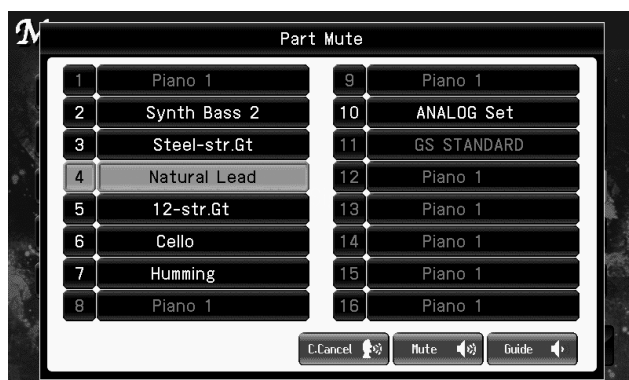 M
Part Mute
1 Piano 1
2 Synth Bass 2
3 Steel-str.Gt
4 Natural Lead
5 12-str.Gt
6 Cello
7 Humming
8 Piano 1
9 Piano 1
10 ANALOG Set
11 GS STANDARD
12 Piano 1
13 Piano 1
14 Piano 1
15 Piano 1
16 Piano 1
C.Cancel Mute Guide